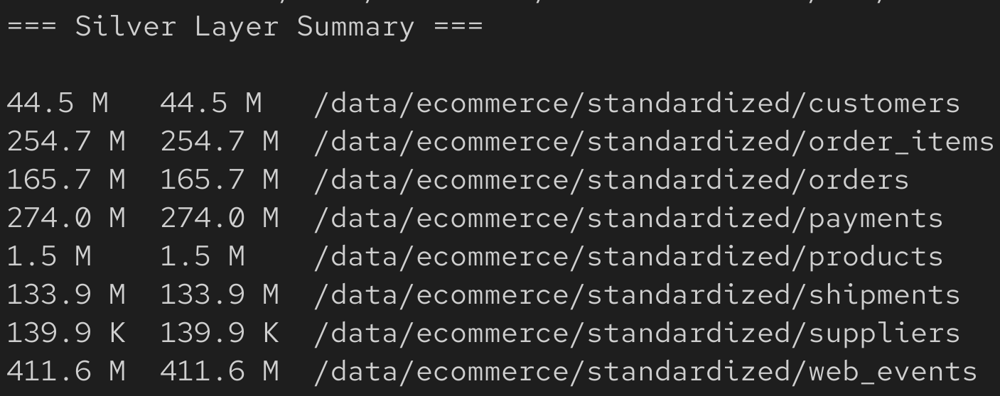 === Silver Layer Summary ===
44.5 M   44.5 M   /data/ecommerce/standardized/customers
254.7 M  254.7 M  /data/ecommerce/standardized/order_items
165.7 M  165.7 M  /data/ecommerce/standardized/orders
274.0 M  274.0 M  /data/ecommerce/standardized/payments
1.5 M    1.5 M    /data/ecommerce/standardized/products
133.9 M  133.9 M  /data/ecommerce/standardized/shipments
139.9 K  139.9 K  /data/ecommerce/standardized/suppliers
411.6 M  411.6 M  /data/ecommerce/standardized/web_events